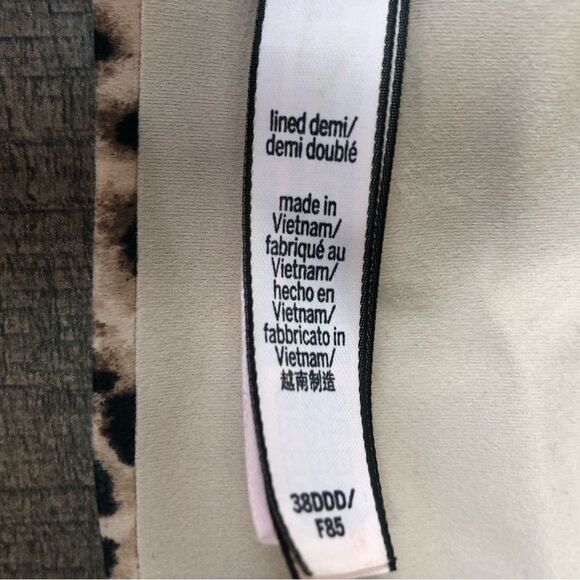 lined demi/
demi doublé
made in
Vietnam/
fabriqué au
Vietnam/
hecho en
Vietnam/
fabbricato in
Vietnam/
越南制造
38DDD/
F85